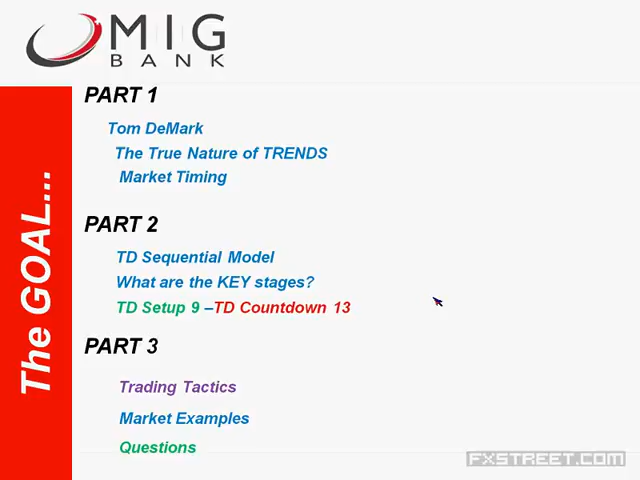 MIG
BANK
The GOAL...
PART 1
Tom DeMark
The True Nature of TRENDS
Market Timing
PART 2
TD Sequential Model
What are the KEY stages?
TD Setup 9 –TD Countdown 13
PART 3
Trading Tactics
Market Examples
Questions
FXSTREET.COM